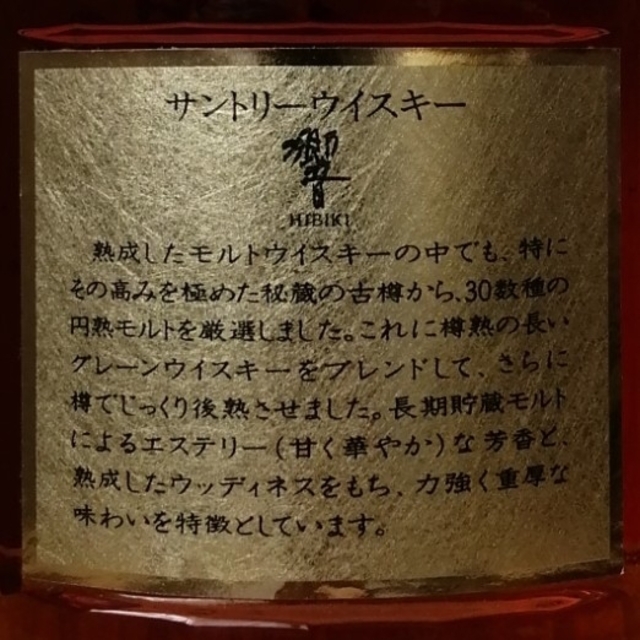 サントリーウイスキー
響
HIBIKI
熟成したモルトウイスキーの中でも、特に
その高みを極めた秘蔵の古樽から、30数種の
円熟モルトを厳選しました。これに樽熟の長い
グレーンウイスキーをブレンドして、さらに
樽でじっくり後熟させました。長期貯蔵モルト
によるエステリー(甘く華やか)な芳香と、
熟成したウッディネスをもち、力強く重厚な
味わいを特徴としています。